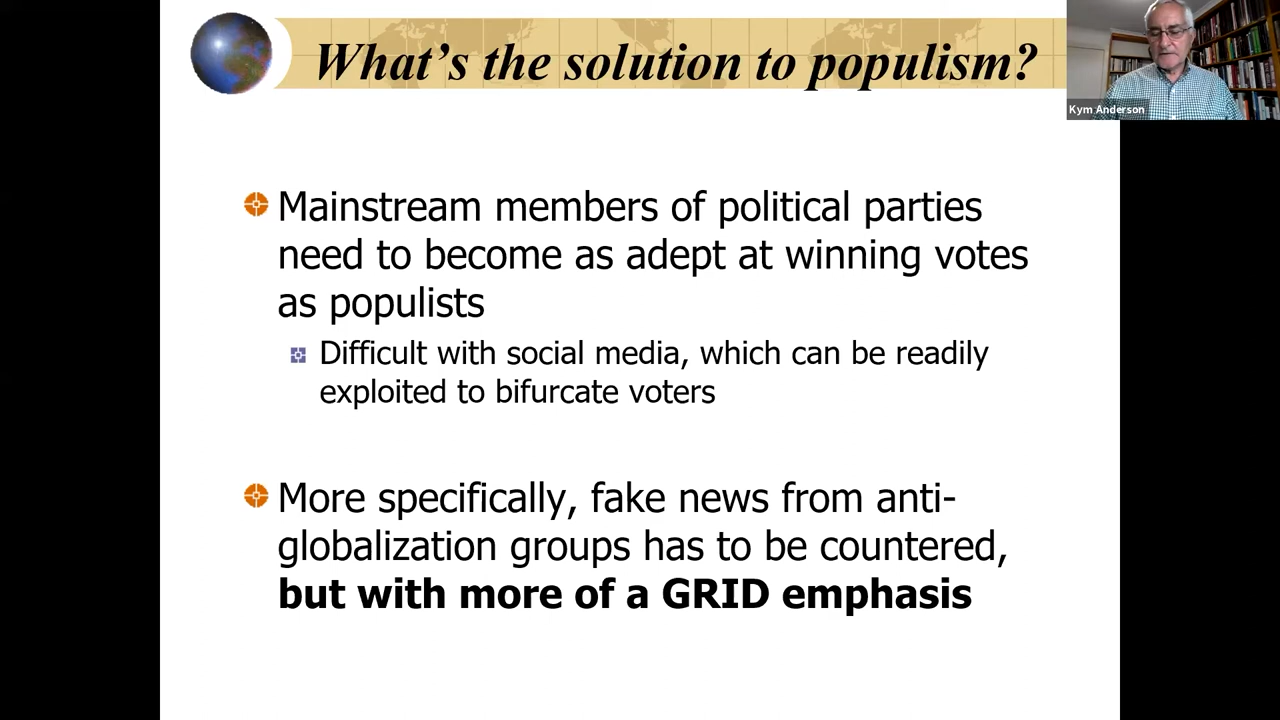 What's the solution to populism?
Kym Anderson
Mainstream members of political parties
need to become as adept at winning votes
as populists
Difficult with social media, which can be readily
exploited to bifurcate voters
More specifically, fake news from anti-
globalization groups has to be countered,
but with more of a GRID emphasis